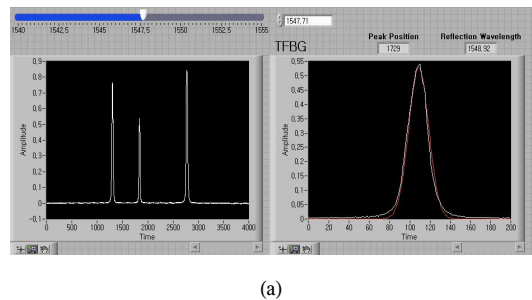 1547,71
1540 1542,5 1545 1547,5 1550 1552,5 1555
TFBG
Peak Position Reflection Wavelength
1729 1548,92
0,9
0,8
0,7
0,6
0,5
0,4
0,3
0,2
0,1
0
-0,1
Amplitude
0 500 1000 1500 2000 2500 3000 3500 4000
Time
0,55
0,5
0,45
0,4
0,35
0,3
0,25
0,2
0,15
0,1
0,05
0
Amplitude
0 20 40 60 80 100 120 140 160 180 200
Time
(a)